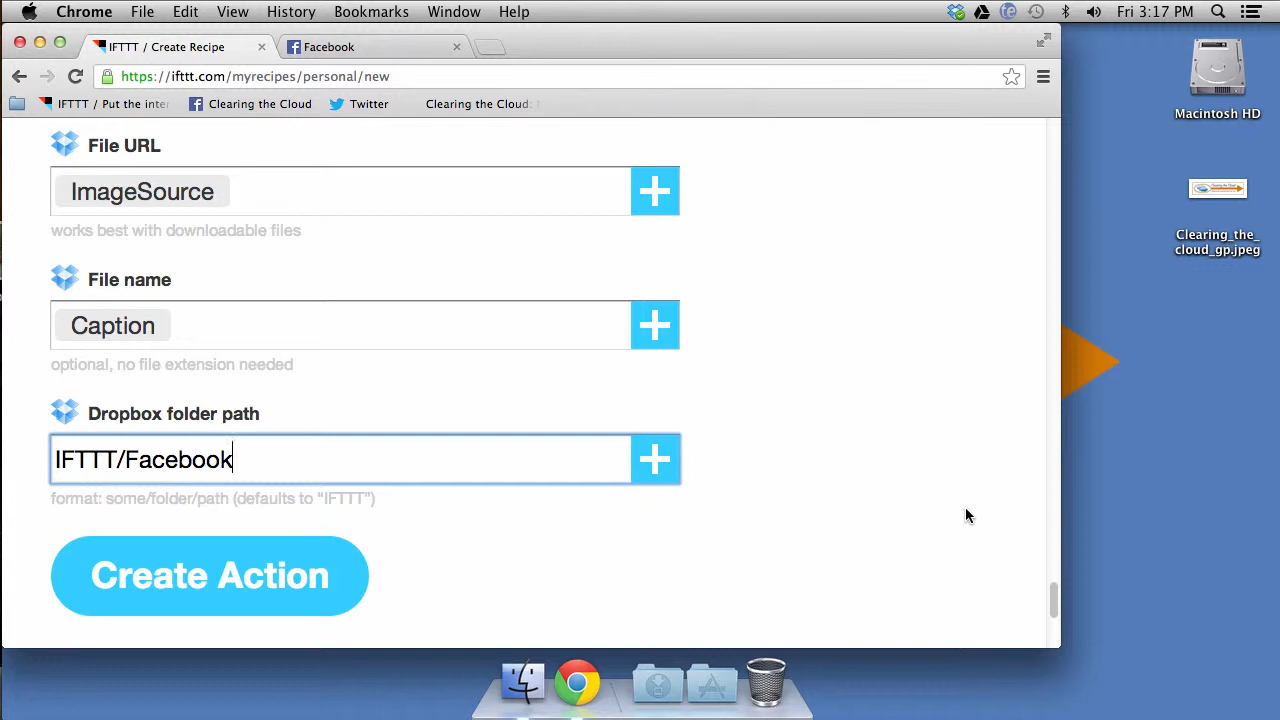 Chrome File Edit View History Bookmarks Window Help
Fri 3:17 PM
IFTTT / Create Recipe
Facebook
https://ifttt.com/myrecipes/personal/new
IFTTT / Put the inter
Clearing the Cloud
Twitter
Clearing the Cloud:
Macintosh HD
Clearing_the_
cloud_gp.jpeg
File URL
ImageSource
works best with downloadable files
File name
Caption
optional, no file extension needed
Dropbox folder path
IFTTT/Facebook
format: some/folder/path (defaults to “IFTTT”)
Create Action